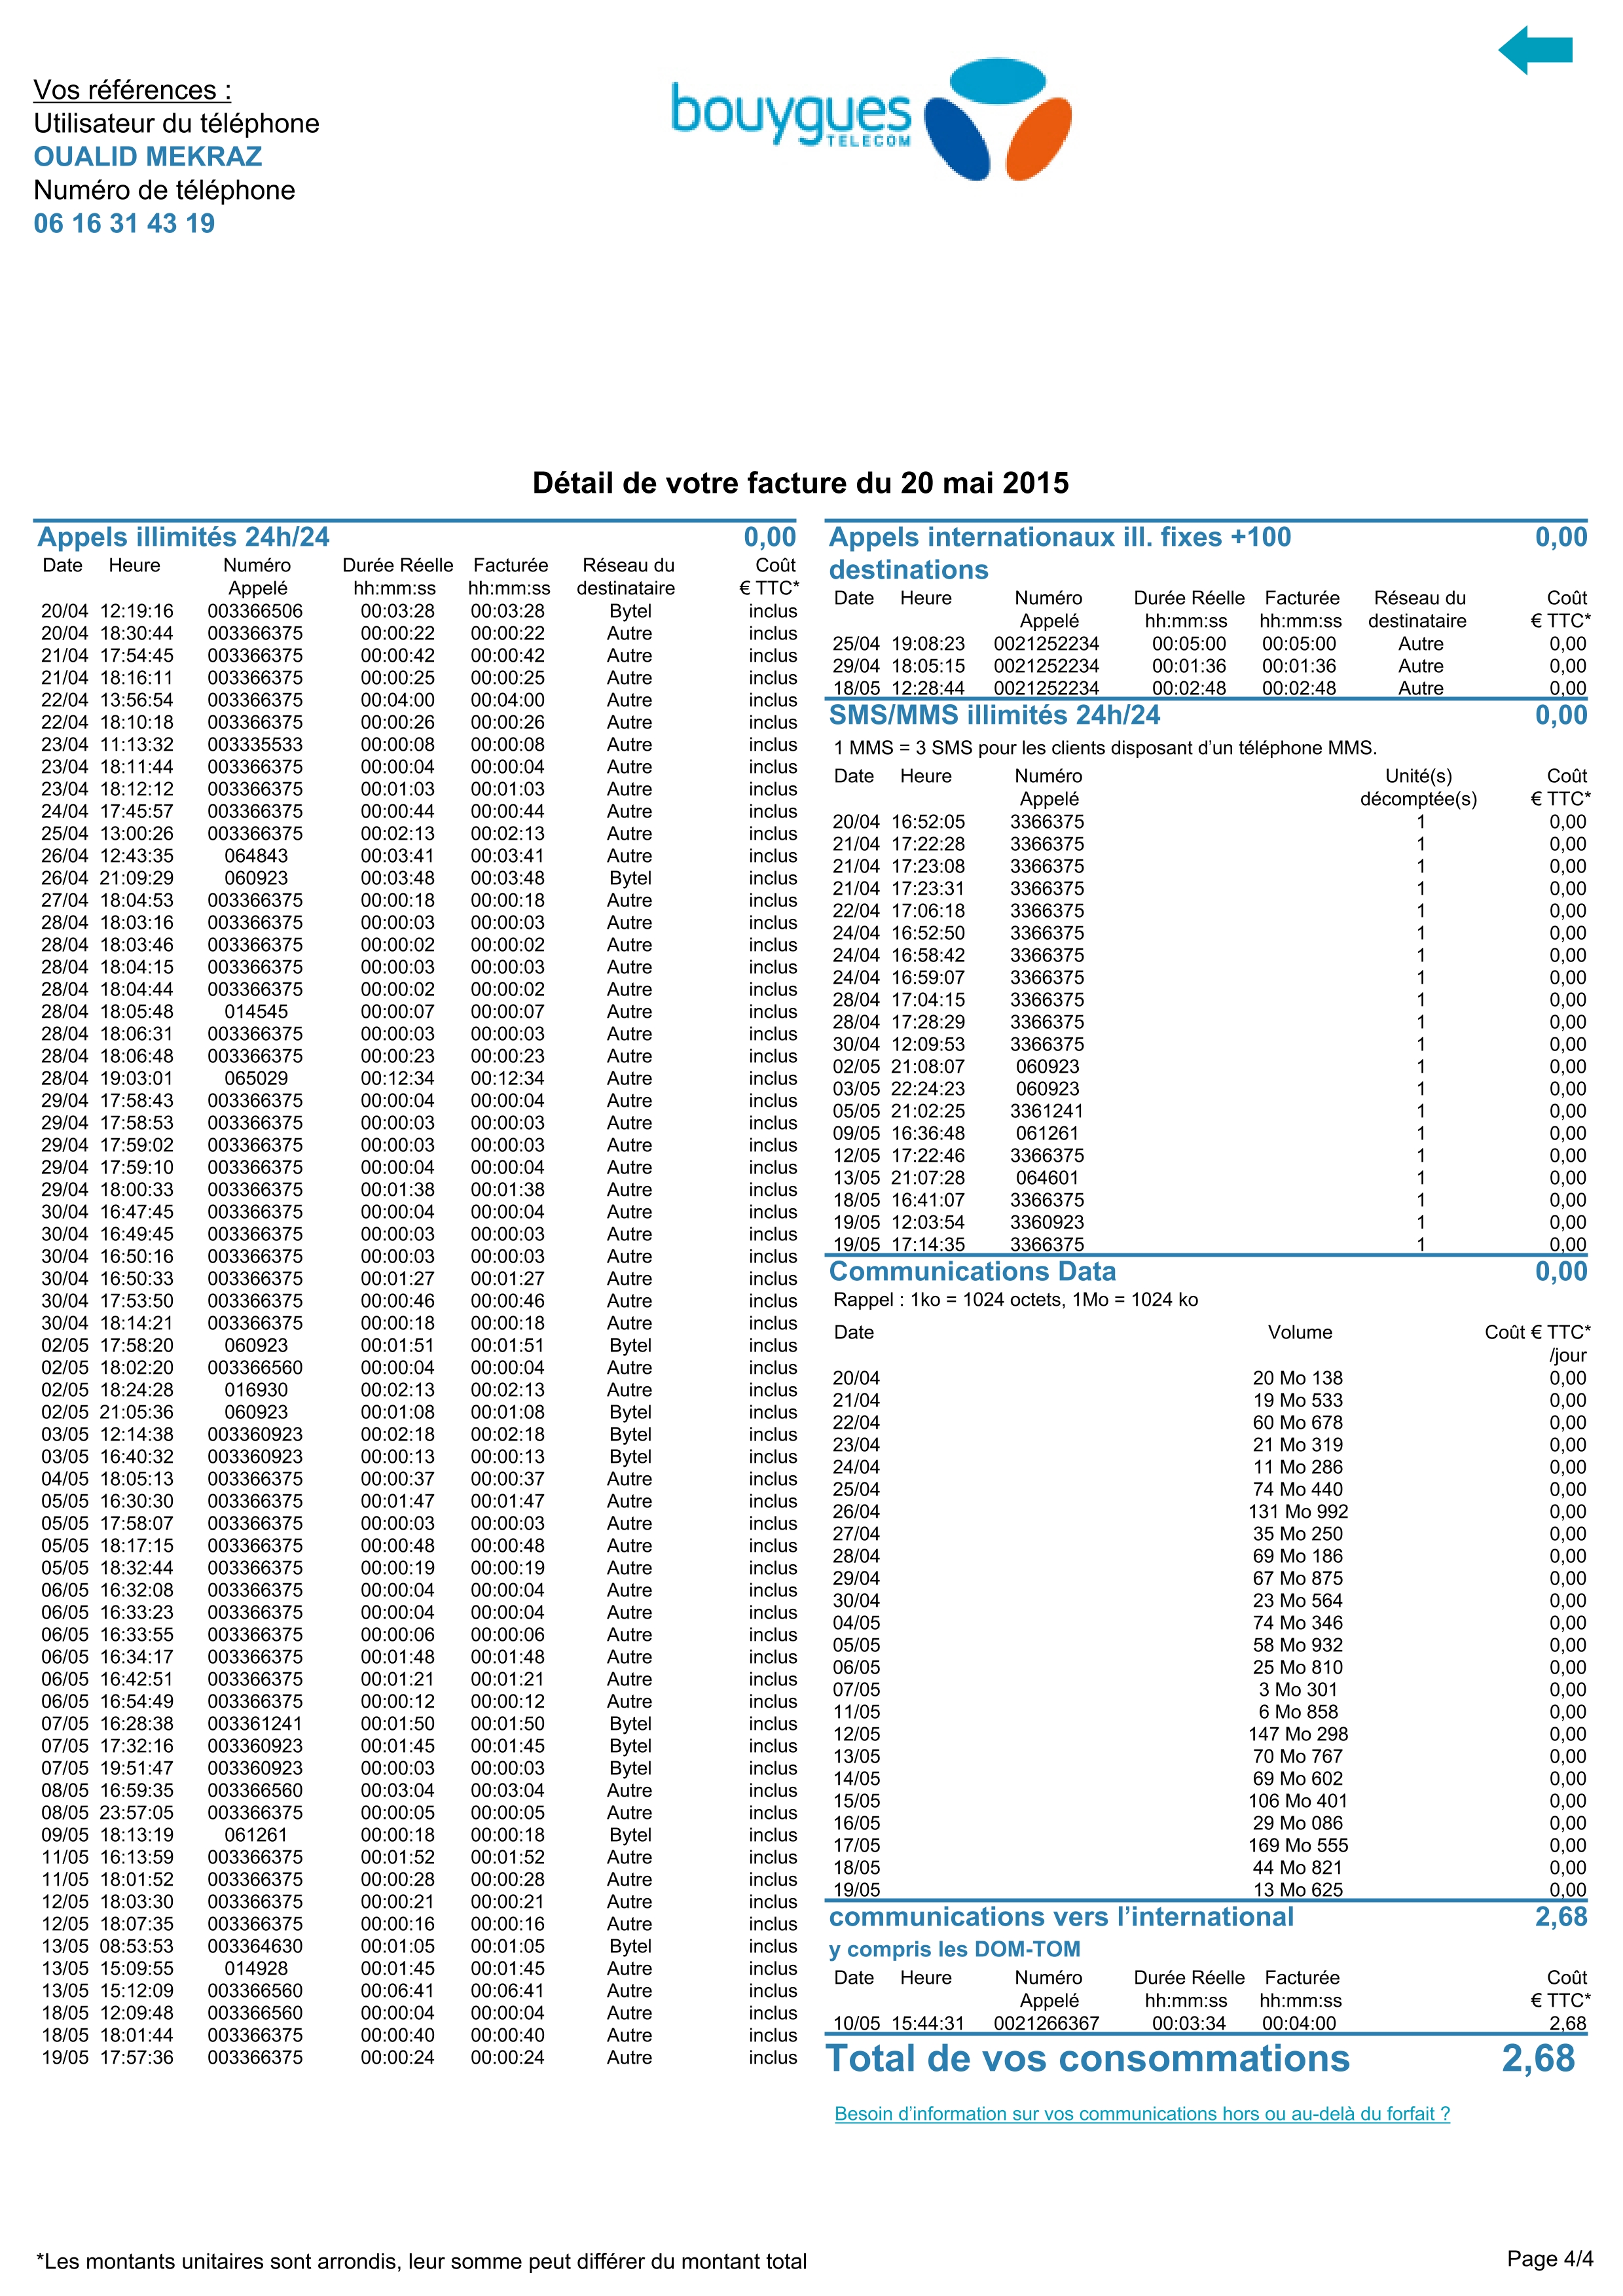 Vos références :
Utilisateur du téléphone
OUALID MEKRAZ
Numéro de téléphone
06 16 31 43 19
bouygues
TELECOM
Détail de votre facture du 20 mai 2015
Appels illimités 24h/24 0,00
Date Heure Numéro Durée Réelle Facturée Réseau du Coût
Appelé hh:mm:ss hh:mm:ss destinataire € TTC*
20/04 12:19:16 003366506 00:03:28 00:03:28 Bytel inclus
20/04 18:30:44 003366375 00:00:22 00:00:22 Autre inclus
21/04 17:54:45 003366375 00:00:42 00:00:42 Autre inclus
21/04 18:16:11 003366375 00:00:25 00:00:25 Autre inclus
22/04 13:56:54 003366375 00:04:00 00:04:00 Autre inclus
22/04 18:10:18 003366375 00:00:26 00:00:26 Autre inclus
23/04 11:13:32 003335533 00:00:08 00:00:08 Autre inclus
23/04 18:11:44 003366375 00:00:04 00:00:04 Autre inclus
23/04 18:12:12 003366375 00:01:03 00:01:03 Autre inclus
24/04 17:45:57 003366375 00:00:44 00:00:44 Autre inclus
25/04 13:00:26 003366375 00:02:13 00:02:13 Autre inclus
26/04 12:43:35 064843 00:03:41 00:03:41 Autre inclus
26/04 21:09:29 060923 00:03:48 00:03:48 Bytel inclus
27/04 18:04:53 003366375 00:00:18 00:00:18 Autre inclus
28/04 18:03:16 003366375 00:00:03 00:00:03 Autre inclus
28/04 18:03:46 003366375 00:00:02 00:00:02 Autre inclus
28/04 18:04:15 003366375 00:00:03 00:00:03 Autre inclus
28/04 18:04:44 003366375 00:00:02 00:00:02 Autre inclus
28/04 18:05:48 014545 00:00:07 00:00:07 Autre inclus
28/04 18:06:31 003366375 00:00:03 00:00:03 Autre inclus
28/04 18:06:48 003366375 00:00:23 00:00:23 Autre inclus
28/04 19:03:01 065029 00:12:34 00:12:34 Autre inclus
29/04 17:58:43 003366375 00:00:04 00:00:04 Autre inclus
29/04 17:58:53 003366375 00:00:03 00:00:03 Autre inclus
29/04 17:59:02 003366375 00:00:03 00:00:03 Autre inclus
29/04 17:59:10 003366375 00:00:04 00:00:04 Autre inclus
29/04 18:00:33 003366375 00:01:38 00:01:38 Autre inclus
30/04 16:47:45 003366375 00:00:04 00:00:04 Autre inclus
30/04 16:49:45 003366375 00:00:03 00:00:03 Autre inclus
30/04 16:50:16 003366375 00:00:03 00:00:03 Autre inclus
30/04 16:50:33 003366375 00:01:27 00:01:27 Autre inclus
30/04 17:53:50 003366375 00:00:46 00:00:46 Autre inclus
30/04 18:14:21 003366375 00:00:18 00:00:18 Autre inclus
02/05 17:58:20 060923 00:01:51 00:01:51 Bytel inclus
02/05 18:02:20 003366560 00:00:04 00:00:04 Autre inclus
02/05 18:24:28 016930 00:02:13 00:02:13 Autre inclus
02/05 21:05:36 060923 00:01:08 00:01:08 Bytel inclus
03/05 12:14:38 003360923 00:02:18 00:02:18 Bytel inclus
03/05 16:40:32 003360923 00:00:13 00:00:13 Bytel inclus
04/05 18:05:13 003366375 00:00:37 00:00:37 Autre inclus
05/05 16:30:30 003366375 00:01:47 00:01:47 Autre inclus
05/05 17:58:07 003366375 00:00:03 00:00:03 Autre inclus
05/05 18:17:15 003366375 00:00:48 00:00:48 Autre inclus
05/05 18:32:44 003366375 00:00:19 00:00:19 Autre inclus
06/05 16:32:08 003366375 00:00:04 00:00:04 Autre inclus
06/05 16:33:23 003366375 00:00:04 00:00:04 Autre inclus
06/05 16:33:55 003366375 00:00:06 00:00:06 Autre inclus
06/05 16:34:17 003366375 00:01:48 00:01:48 Autre inclus
06/05 16:42:51 003366375 00:01:21 00:01:21 Autre inclus
06/05 16:54:49 003366375 00:00:12 00:00:12 Autre inclus
07/05 16:28:38 003361241 00:01:50 00:01:50 Bytel inclus
07/05 17:32:16 003360923 00:01:45 00:01:45 Bytel inclus
07/05 19:51:47 003360923 00:00:03 00:00:03 Bytel inclus
08/05 16:59:35 003366560 00:03:04 00:03:04 Autre inclus
08/05 23:57:05 003366375 00:00:05 00:00:05 Autre inclus
09/05 18:13:19 061261 00:00:18 00:00:18 Bytel inclus
11/05 16:13:59 003366375 00:01:52 00:01:52 Autre inclus
11/05 18:01:52 003366375 00:00:28 00:00:28 Autre inclus
12/05 18:03:30 003366375 00:00:21 00:00:21 Autre inclus
12/05 18:07:35 003366375 00:00:16 00:00:16 Autre inclus
13/05 08:53:53 003364630 00:01:05 00:01:05 Bytel inclus
13/05 15:09:55 014928 00:01:45 00:01:45 Autre inclus
13/05 15:12:09 003366560 00:06:41 00:06:41 Autre inclus
18/05 12:09:48 003366560 00:00:04 00:00:04 Autre inclus
18/05 18:01:44 003366375 00:00:40 00:00:40 Autre inclus
19/05 17:57:36 003366375 00:00:24 00:00:24 Autre inclus
Appels internationaux ill. fixes +100 0,00
destinations
Date Heure Numéro Durée Réelle Facturée Réseau du Coût
Appelé hh:mm:ss hh:mm:ss destinataire € TTC*
25/04 19:08:23 0021252234 00:05:00 00:05:00 Autre 0,00
29/04 18:05:15 0021252234 00:01:36 00:01:36 Autre 0,00
18/05 12:28:44 0021252234 00:02:48 00:02:48 Autre 0,00
SMS/MMS illimités 24h/24 0,00
1 MMS = 3 SMS pour les clients disposant d'un téléphone MMS.
Date Heure Numéro Unité(s) Coût
Appelé décomptée(s) € TTC*
20/04 16:52:05 3366375 1 0,00
21/04 17:22:28 3366375 1 0,00
21/04 17:23:08 3366375 1 0,00
21/04 17:23:31 3366375 1 0,00
22/04 17:06:18 3366375 1 0,00
24/04 16:52:50 3366375 1 0,00
24/04 16:58:42 3366375 1 0,00
24/04 16:59:07 3366375 1 0,00
28/04 17:04:15 3366375 1 0,00
28/04 17:28:29 3366375 1 0,00
30/04 12:09:53 3366375 1 0,00
02/05 21:08:07 060923 1 0,00
03/05 22:24:23 060923 1 0,00
05/05 21:02:25 3361241 1 0,00
09/05 16:36:48 061261 1 0,00
12/05 17:22:46 3366375 1 0,00
13/05 21:07:28 064601 1 0,00
18/05 16:41:07 3366375 1 0,00
19/05 12:03:54 3360923 1 0,00
19/05 17:14:35 3366375 1 0,00
Communications Data 0,00
Rappel : 1ko = 1024 octets, 1Mo = 1024 ko
Date Volume Coût € TTC*
/jour
20/04 20 Mo 138 0,00
21/04 19 Mo 533 0,00
22/04 60 Mo 678 0,00
23/04 21 Mo 319 0,00
24/04 11 Mo 286 0,00
25/04 74 Mo 440 0,00
26/04 131 Mo 992 0,00
27/04 35 Mo 250 0,00
28/04 69 Mo 186 0,00
29/04 67 Mo 875 0,00
30/04 23 Mo 564 0,00
04/05 74 Mo 346 0,00
05/05 58 Mo 932 0,00
06/05 25 Mo 810 0,00
07/05 3 Mo 301 0,00
11/05 6 Mo 858 0,00
12/05 147 Mo 298 0,00
13/05 70 Mo 767 0,00
14/05 69 Mo 602 0,00
15/05 106 Mo 401 0,00
16/05 29 Mo 086 0,00
17/05 169 Mo 555 0,00
18/05 44 Mo 821 0,00
19/05 13 Mo 625 0,00
communications vers l'international 2,68
y compris les DOM-TOM
Date Heure Numéro Durée Réelle Facturée Coût
Appelé hh:mm:ss hh:mm:ss € TTC*
10/05 15:44:31 0021266367 00:03:34 00:04:00 2,68
Total de vos consommations 2,68
Besoin d'information sur vos communications hors ou au-delà du forfait ?
*Les montants unitaires sont arrondis, leur somme peut différer du montant total
Page 4/4